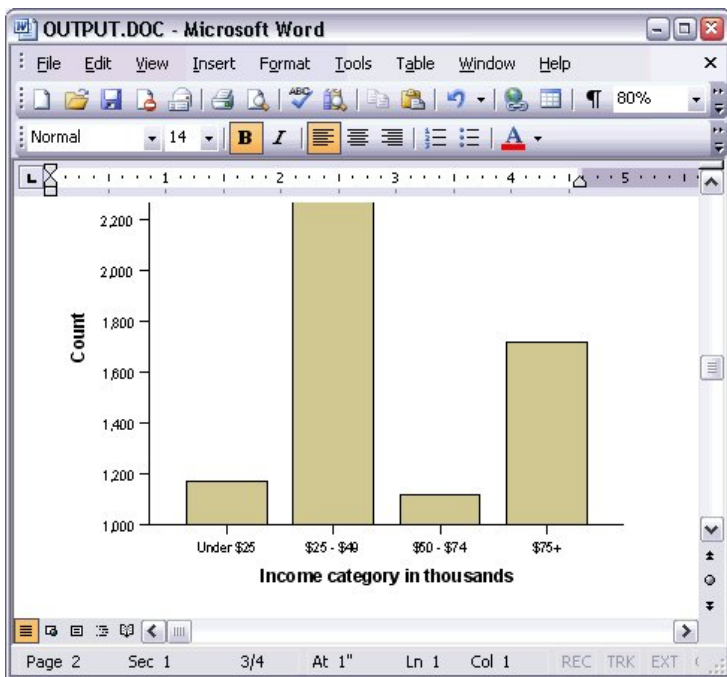 OUTPUT.DOC - Microsoft Word
File Edit View Insert Format Tools Table Window Help
ABC ¶ 80%
Normal 14 B I A
L 1 2 3 4 5
2,200
2,000
1,800
1,600
1,400
1,200
1,000
Count
Under $25 $25 - $49 $50 - $74 $75+
Income category in thousands
Page 2 Sec 1 3/4 At 1" Ln 1 Col 1 REC TRK EXT